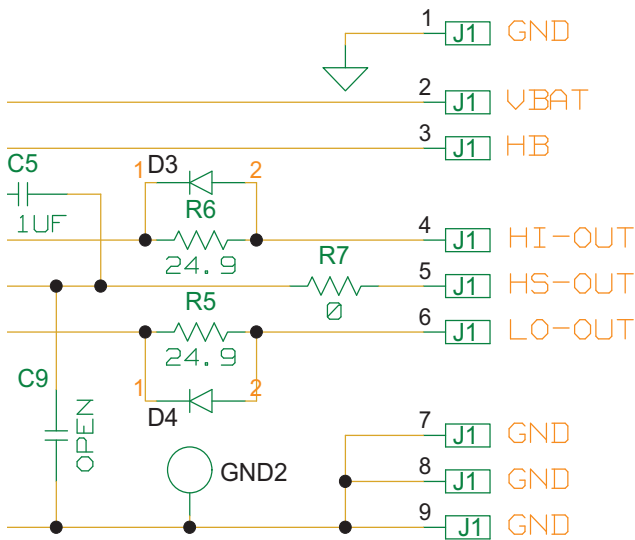 1 J1 GND
2 J1 VBAT
3 J1 HB
C5
1UF
1 D3 2
R6
24.9
4 J1 HI-OUT
R7
0
5 J1 HS-OUT
R5
24.9
6 J1 LO-OUT
C9
OPEN
1 2
D4
7 J1 GND
GND2
8 J1 GND
9 J1 GND